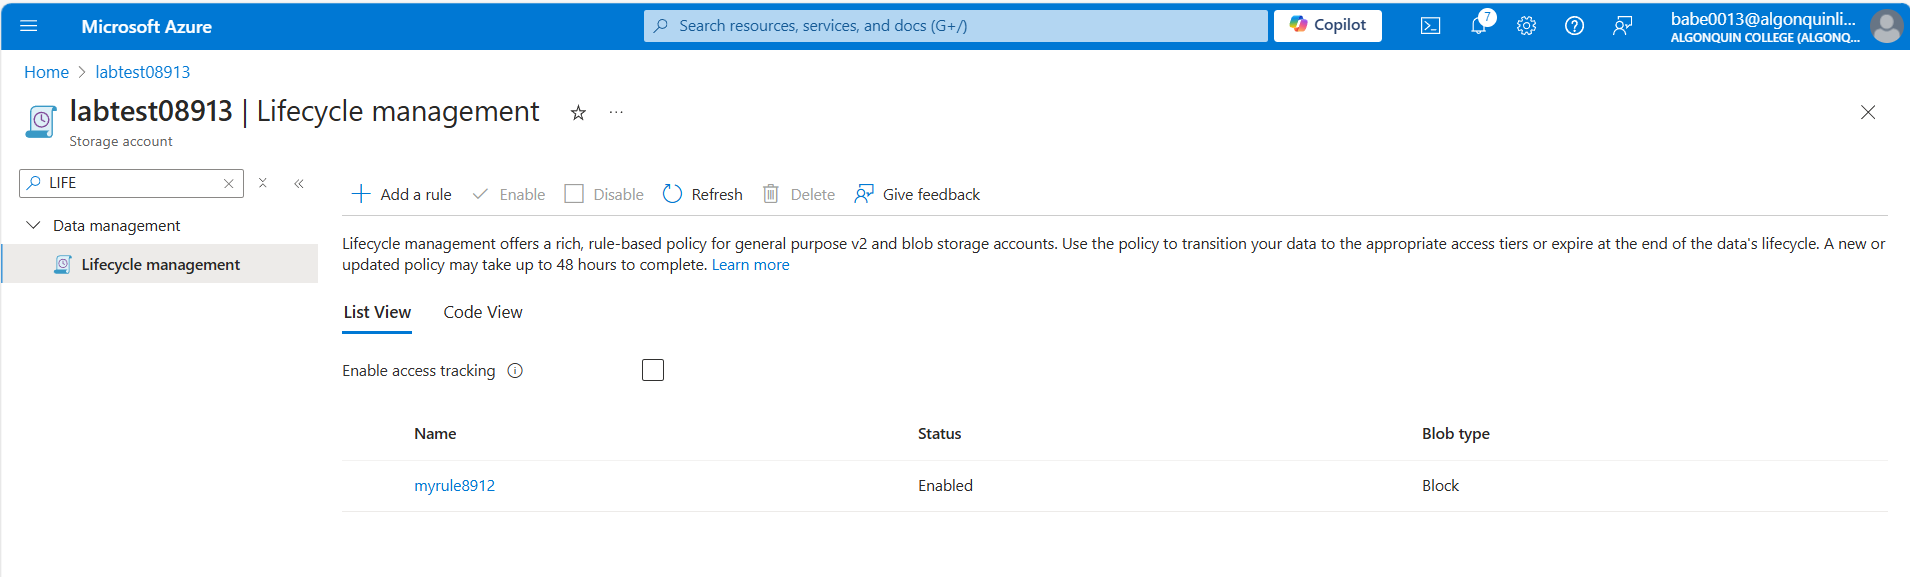 Microsoft Azure
Search resources, services, and docs (G+/)
Copilot
7
babe0013@algonquinli...
ALGONQUIN COLLEGE (ALGONQ...
Home > labtest08913
labtest08913 | Lifecycle management
Storage account
LIFE
Data management
Lifecycle management
Add a rule Enable Disable Refresh Delete Give feedback
Lifecycle management offers a rich, rule-based policy for general purpose v2 and blob storage accounts. Use the policy to transition your data to the appropriate access tiers or expire at the end of the data's lifecycle. A new or
updated policy may take up to 48 hours to complete. Learn more
List View Code View
Enable access tracking
Name Status Blob type
myrule8912 Enabled Block